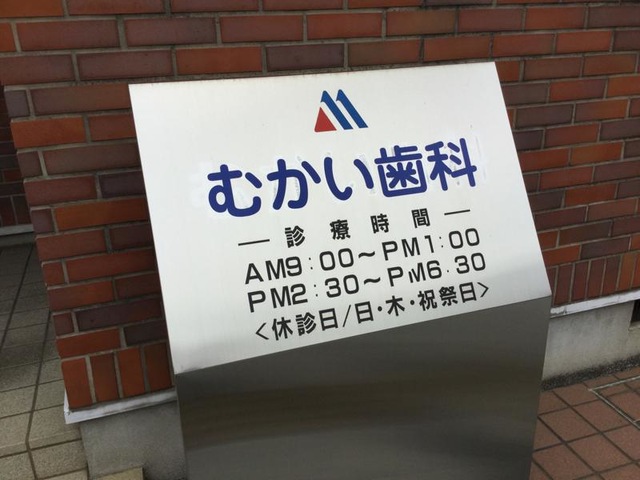 むかい歯科
― 診療時間 ―
AM9:00～PM1:00
PM2:30～PM6:30
<休診日/日・木・祝祭日>